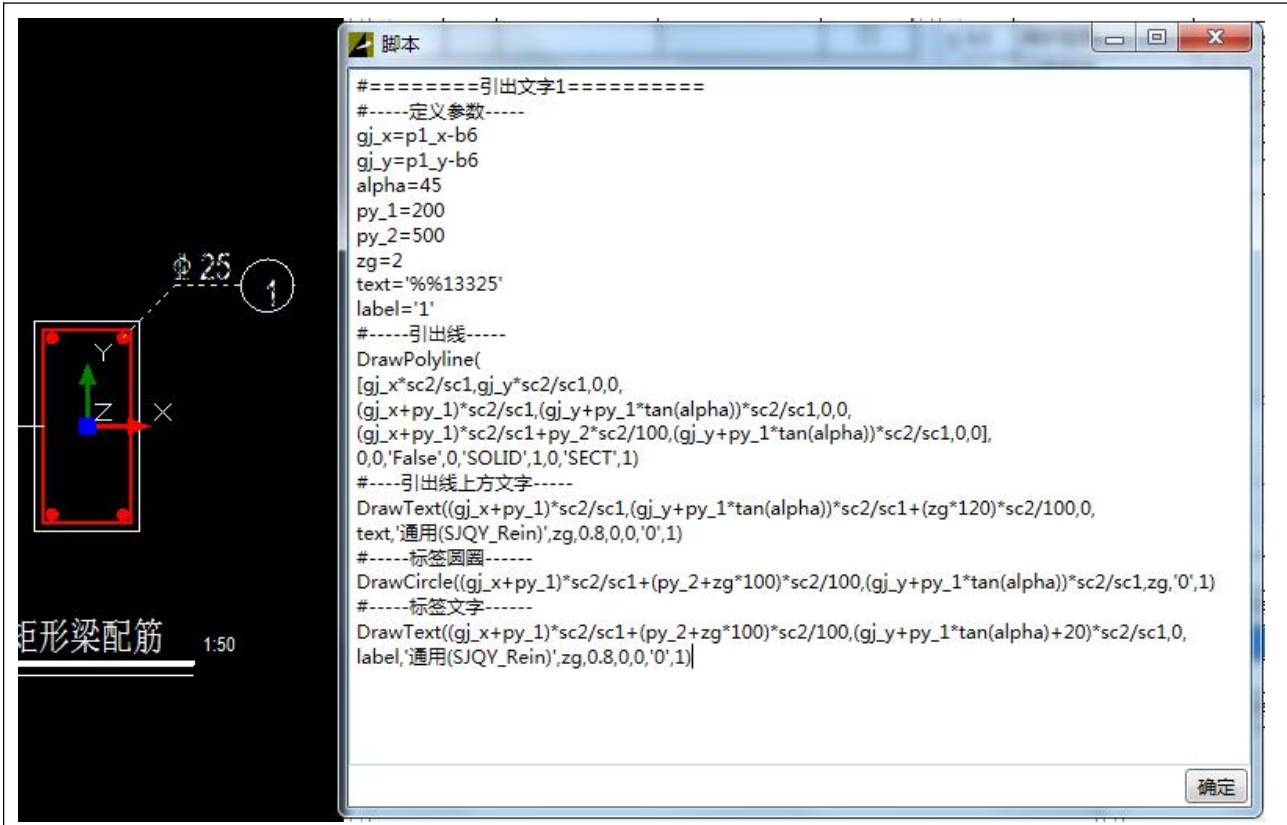 脚本
#========引出文字1==========
#-----定义参数-----
gj_x=p1_x-b6
gj_y=p1_y-b6
alpha=45
py_1=200
py_2=500
zg=2
text='%%13325'
label='1'
#-----引出线-----
DrawPolyline(
[gj_x*sc2/sc1,gj_y*sc2/sc1,0,0,
(gj_x+py_1)*sc2/sc1,(gj_y+py_1*tan(alpha))*sc2/sc1,0,0,
(gj_x+py_1)*sc2/sc1+py_2*sc2/100,(gj_y+py_1*tan(alpha))*sc2/sc1,0,0],
0,0,'False',0,'SOLID',1,0,'SECT',1)
#----引出线上方文字-----
DrawText((gj_x+py_1)*sc2/sc1,(gj_y+py_1*tan(alpha))*sc2/sc1+(zg*120)*sc2/100,0,
text,'通用(SJQY_Rein)',zg,0.8,0,0,'0',1)
#-----标签圆圈------
DrawCircle((gj_x+py_1)*sc2/sc1+(py_2+zg*100)*sc2/100,(gj_y+py_1*tan(alpha))*sc2/sc1,zg,'0',1)
#-----标签文字------
DrawText((gj_x+py_1)*sc2/sc1+(py_2+zg*100)*sc2/100,(gj_y+py_1*tan(alpha)+20)*sc2/sc1,0,
label,'通用(SJQY_Rein)',zg,0.8,0,0,'0',1)
确定
Φ 25
1
Y
Z
X
矩形梁配筋 1:50